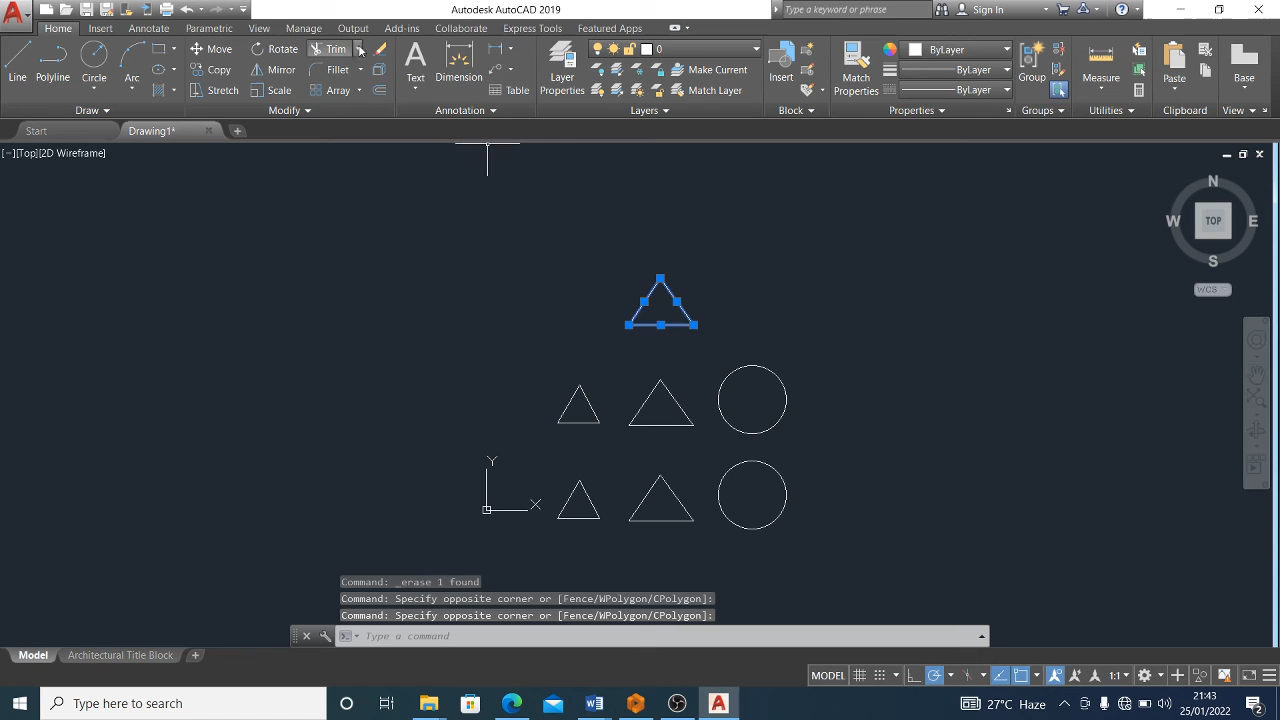 Autodesk AutoCAD 2019
Drawing1.dwg
Type a keyword or phrase
Sign In
Home Insert Annotate Parametric View Manage Output Add-ins Collaborate Express Tools Featured Apps
Line Polyline Circle Arc
Move Rotate Trim
Copy Mirror Fillet
Stretch Scale Array
Text Dimension Table
Layer Properties
0
Make Current
Match Layer
Insert
Match Properties
ByLayer
ByLayer
ByLayer
Group Measure Paste Base
Draw Modify Annotation Layers Block Properties Groups Utilities Clipboard View
Start Drawing1*
[−][Top][2D Wireframe]
N
W TOP E
S
WCS
Y
X
Command: _erase 1 found
Command: Specify opposite corner or [Fence/WPolygon/CPolygon]:
Command: Specify opposite corner or [Fence/WPolygon/CPolygon]:
Type a command
Model Architectural Title Block
MODEL 1:1
Type here to search
27°C Haze
21:43
25/01/2022
2